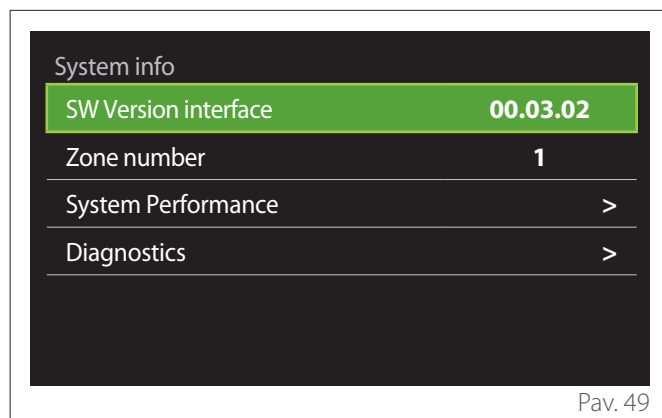 System info
SW Version interface 00.03.02
Zone number 1
System Performance >
Diagnostics >
Pav. 49